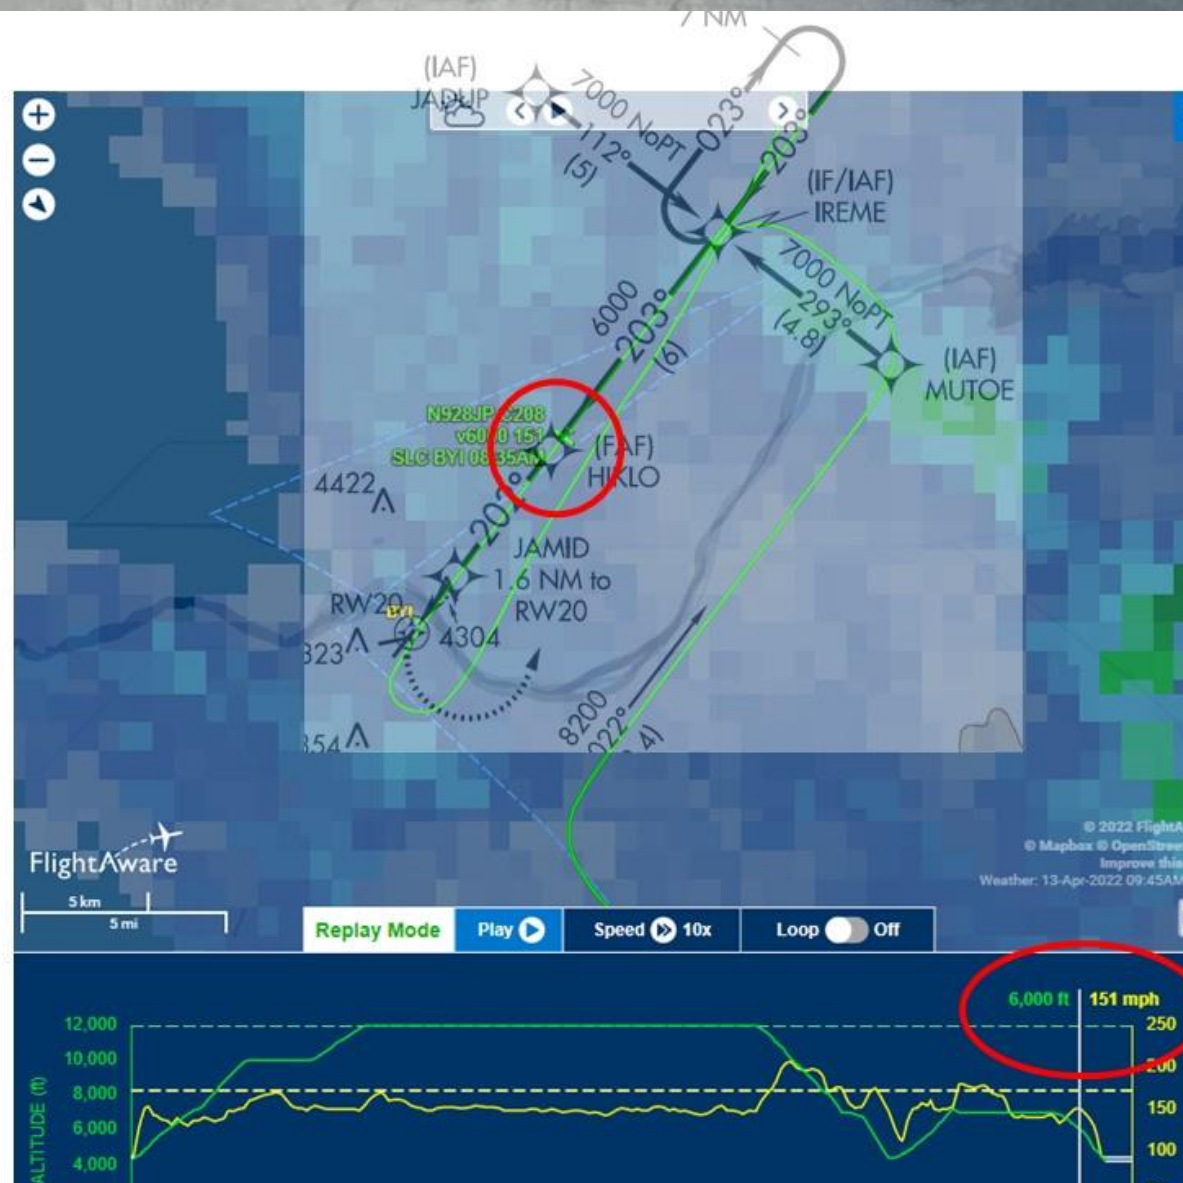 7 NM
(IAF)
JADUP
7000 NoPT
112°
(5)
023°
203°
(IF/IAF)
IREME
7000 NoPT
293°
(4.8)
(IAF)
MUTOE
6000
203°
(6)
N928JP C208
151
SLC BYI 08:35AM
(FAF)
HIKLO
4422
202°
JAMID
1.6 NM to
RW20
RW20
BYI
4304
323
354
8200
022°
4)
© 2022 FlightA
© Mapbox © OpenStree
Improve this
Weather: 13-Apr-2022 09:45AM
FlightAware
5 km
5 mi
Replay Mode
Play
Speed
10x
Loop
Off
6,000 ft
151 mph
12,000
10,000
8,000
6,000
4,000
ALTITUDE (ft)
250
200
150
100